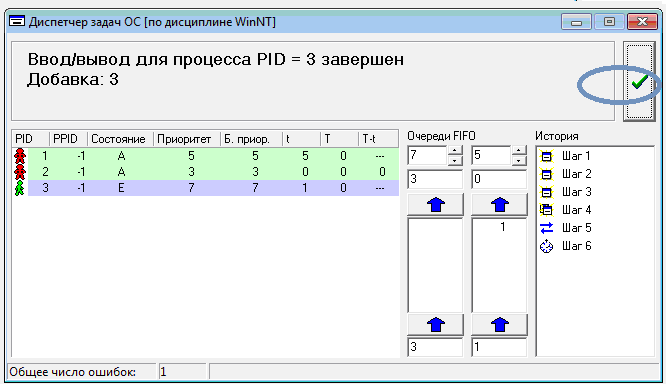 Диспетчер задач ОС [по дисциплине WinNT]
Ввод/вывод для процесса PID = 3 завершен
Добавка: 3
PID PPID Состояние Приоритет Б. приор. t T T-t
1 -1 A 5 5 5 0 ---
2 -1 A 3 3 0 0 0
3 -1 E 7 7 1 0 ---
Очереди FIFO
7 5
3 0
1
3 1
История
Шаг 1
Шаг 2
Шаг 3
Шаг 4
Шаг 5
Шаг 6
Общее число ошибок: 1